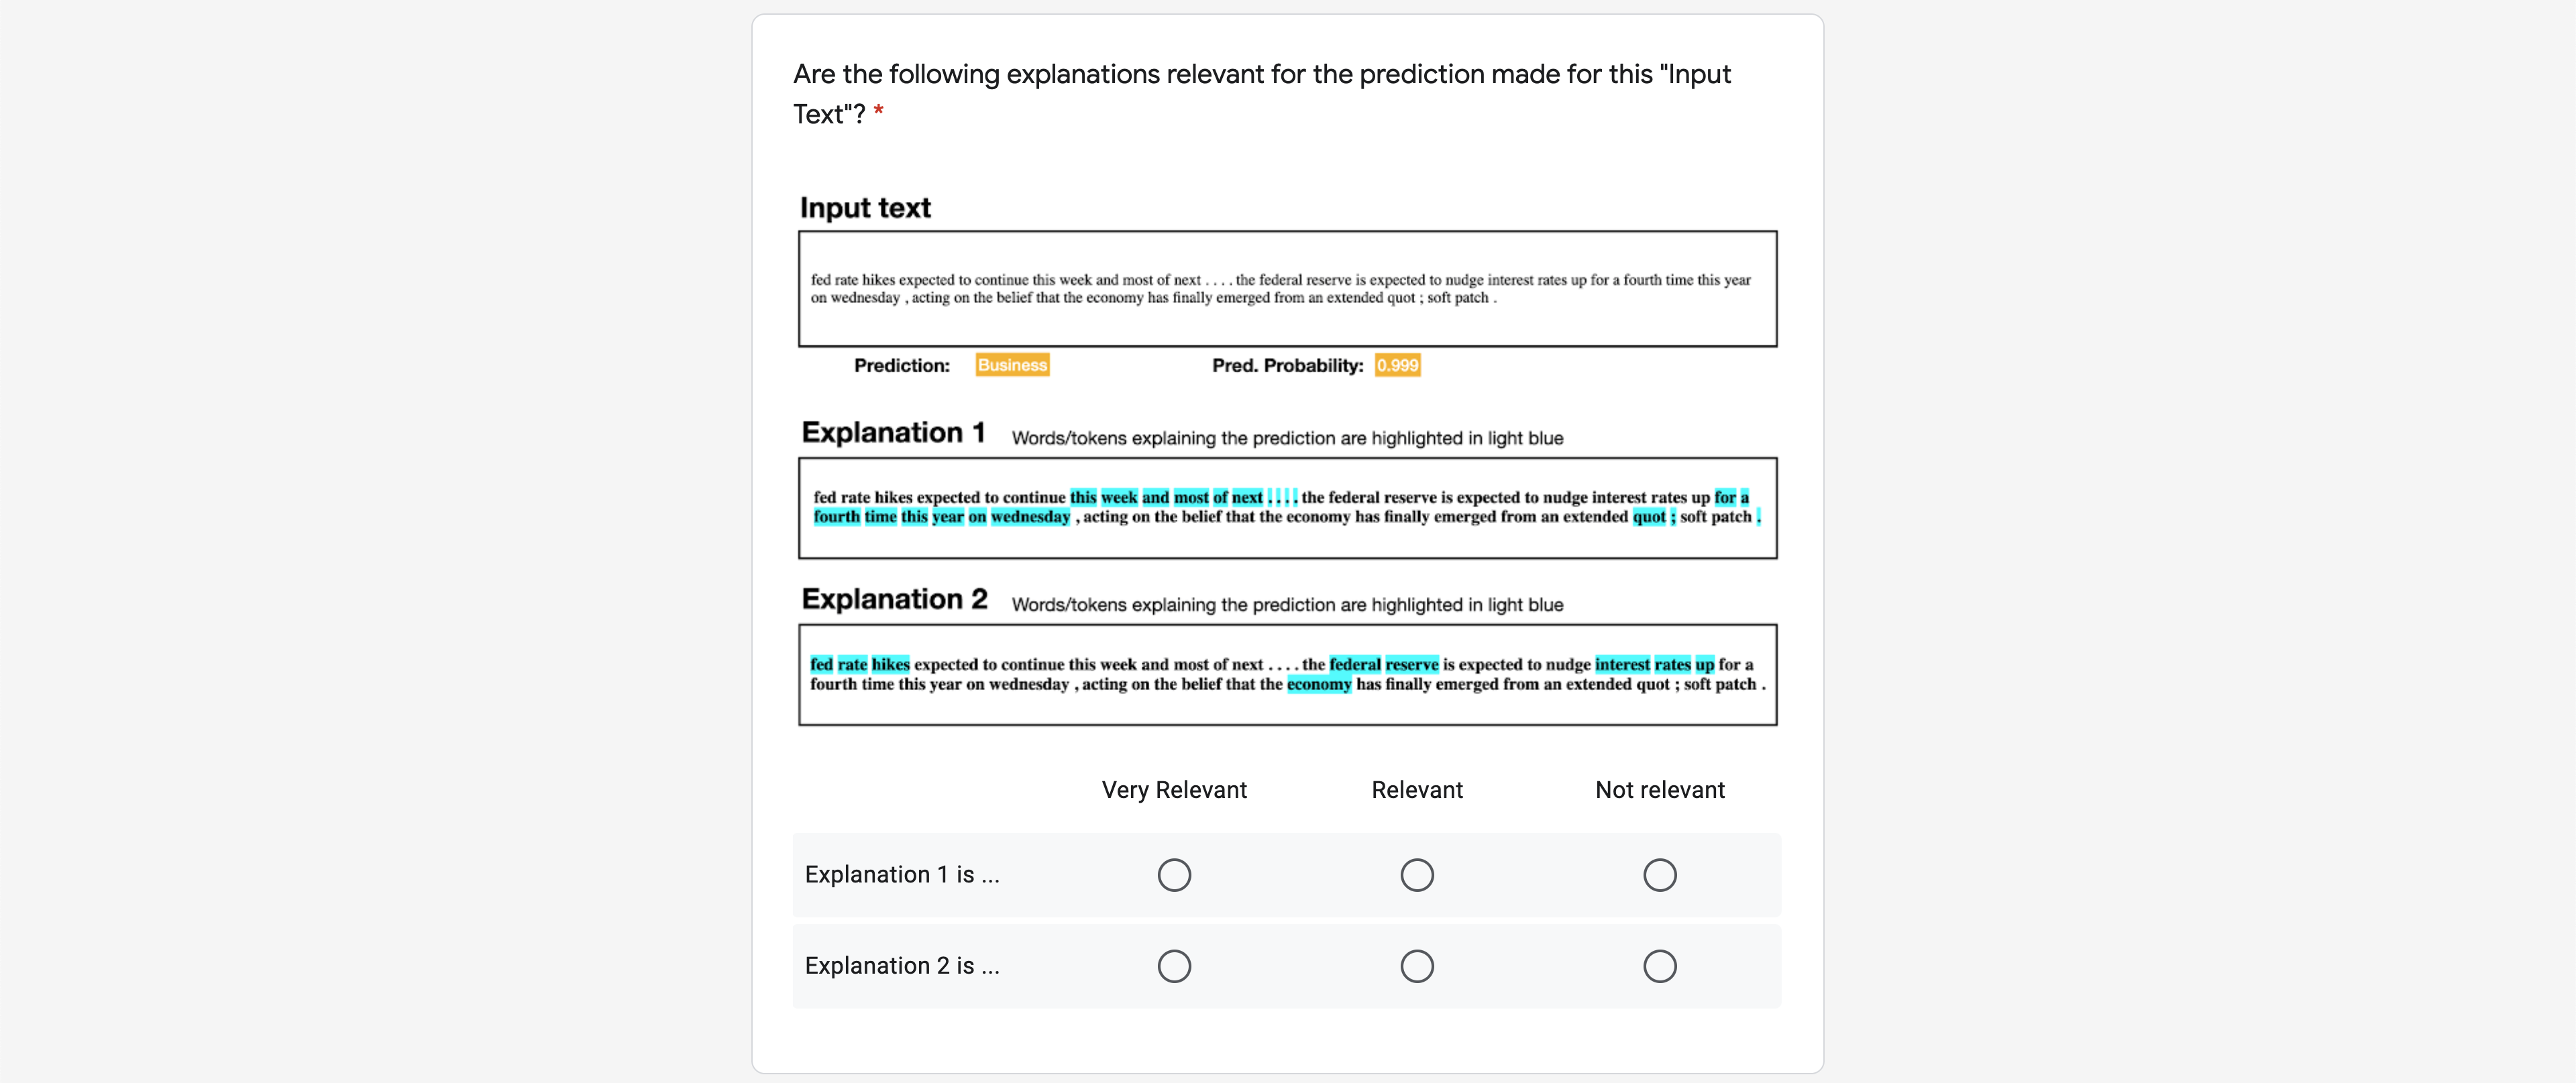 Are the following explanations relevant for the prediction made for this "Input
Text"? *
Input text
fed rate hikes expected to continue this week and most of next . . . . the federal reserve is expected to nudge interest rates up for a fourth time this year
on wednesday , acting on the belief that the economy has finally emerged from an extended quot ; soft patch .
Prediction: Business Pred. Probability: 0.999
Explanation 1 Words/tokens explaining the prediction are highlighted in light blue
fed rate hikes expected to continue this week and most of next . . . . the federal reserve is expected to nudge interest rates up for a
fourth time this year on wednesday , acting on the belief that the economy has finally emerged from an extended quot ; soft patch .
Explanation 2 Words/tokens explaining the prediction are highlighted in light blue
fed rate hikes expected to continue this week and most of next . . . . the federal reserve is expected to nudge interest rates up for a
fourth time this year on wednesday , acting on the belief that the economy has finally emerged from an extended quot ; soft patch .
Very Relevant Relevant Not relevant
Explanation 1 is ...
Explanation 2 is ...